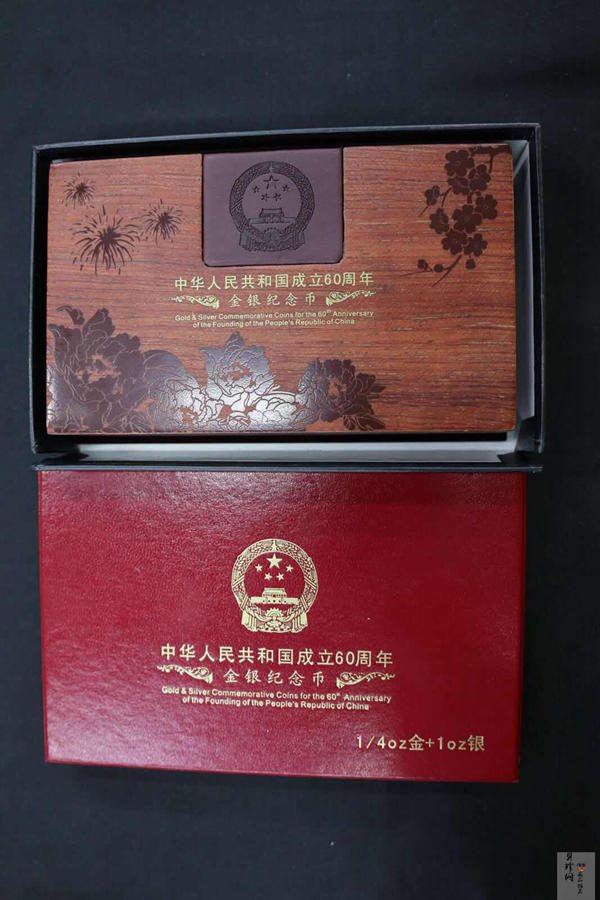 中华人民共和国成立60周年
金银纪念币
Gold & Silver Commemorative Coins for the 60th Anniversary
of the Founding of the People's Republic of China
中华人民共和国成立60周年
金银纪念币
Gold & Silver Commemorative Coins for the 60th Anniversary
of the Founding of the People's Republic of China
1/4oz金+1oz银